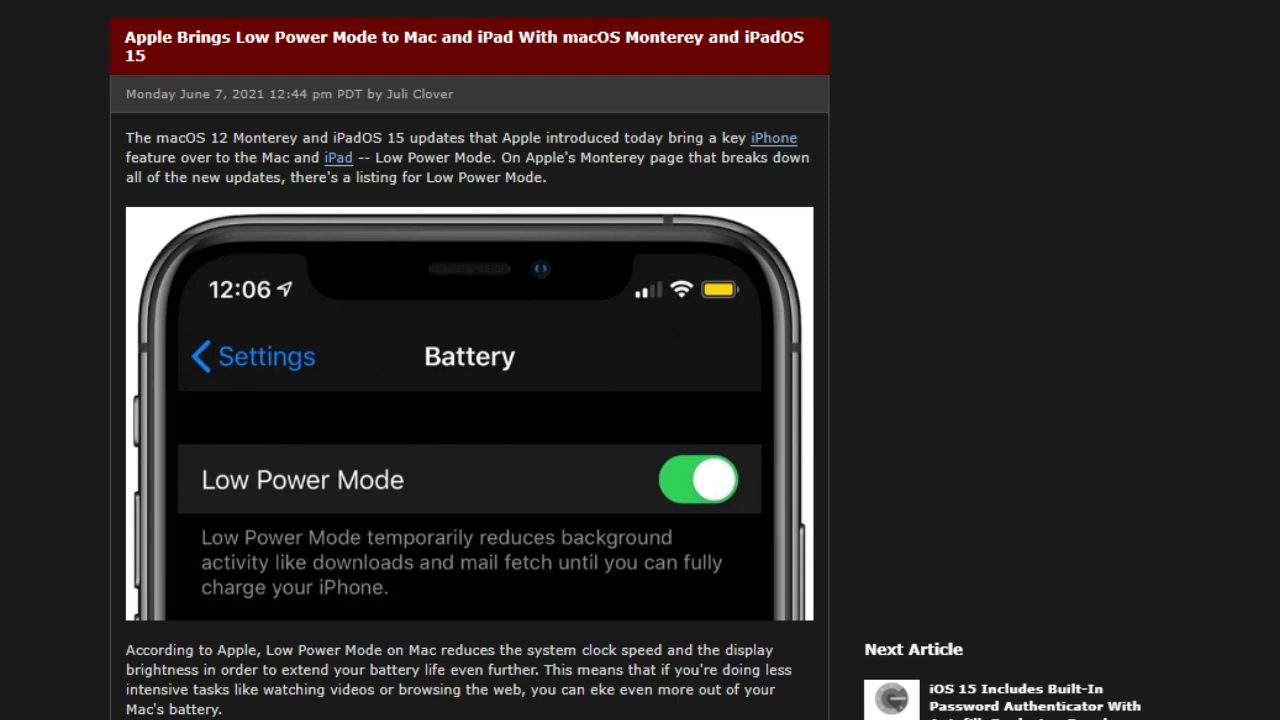 Apple Brings Low Power Mode to Mac and iPad With macOS Monterey and iPadOS
15
Monday June 7, 2021 12:44 pm PDT by Juli Clover
The macOS 12 Monterey and iPadOS 15 updates that Apple introduced today bring a key iPhone
feature over to the Mac and iPad -- Low Power Mode. On Apple's Monterey page that breaks down
all of the new updates, there's a listing for Low Power Mode.
12:06
Settings
Battery
Low Power Mode
Low Power Mode temporarily reduces background
activity like downloads and mail fetch until you can fully
charge your iPhone.
According to Apple, Low Power Mode on Mac reduces the system clock speed and the display
brightness in order to extend your battery life even further. This means that if you're doing less
intensive tasks like watching videos or browsing the web, you can eke even more out of your
Mac's battery.
Next Article
iOS 15 Includes Built-In
Password Authenticator With